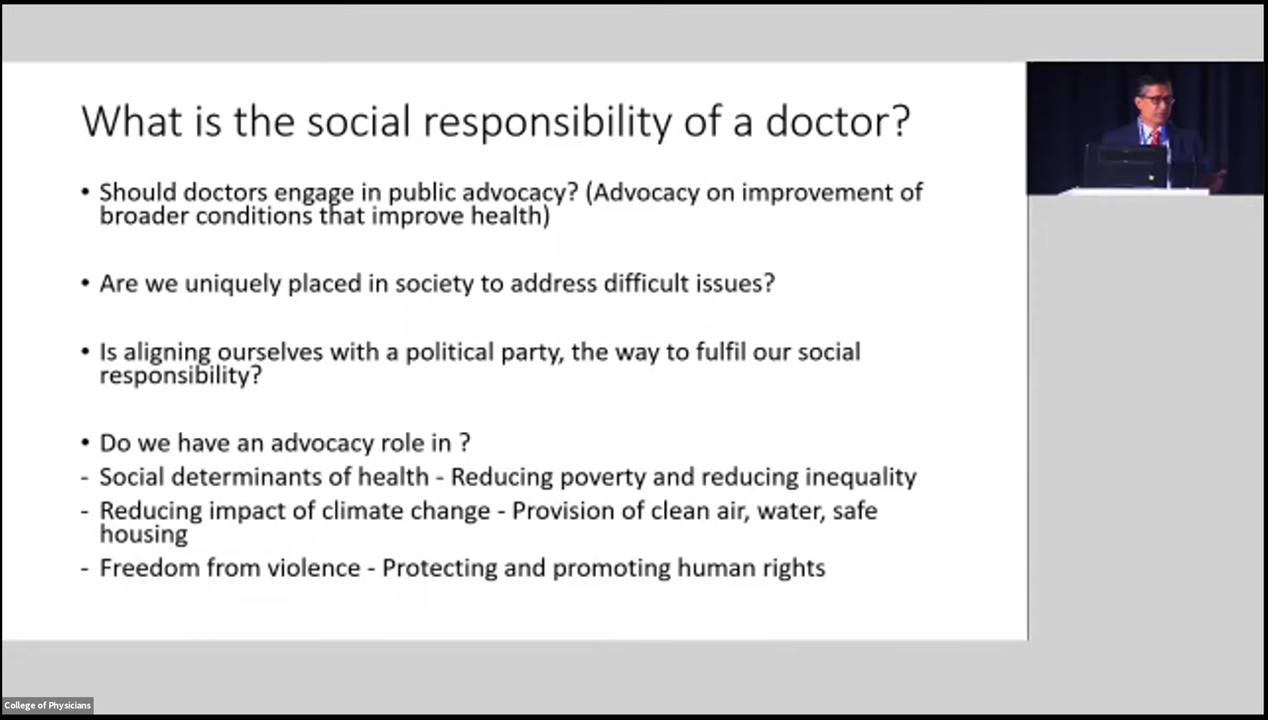 What is the social responsibility of a doctor?
• Should doctors engage in public advocacy? (Advocacy on improvement of
broader conditions that improve health)
• Are we uniquely placed in society to address difficult issues?
• Is aligning ourselves with a political party, the way to fulfil our social
responsibility?
• Do we have an advocacy role in ?
- Social determinants of health - Reducing poverty and reducing inequality
- Reducing impact of climate change - Provision of clean air, water, safe
housing
- Freedom from violence - Protecting and promoting human rights
College of Physicians